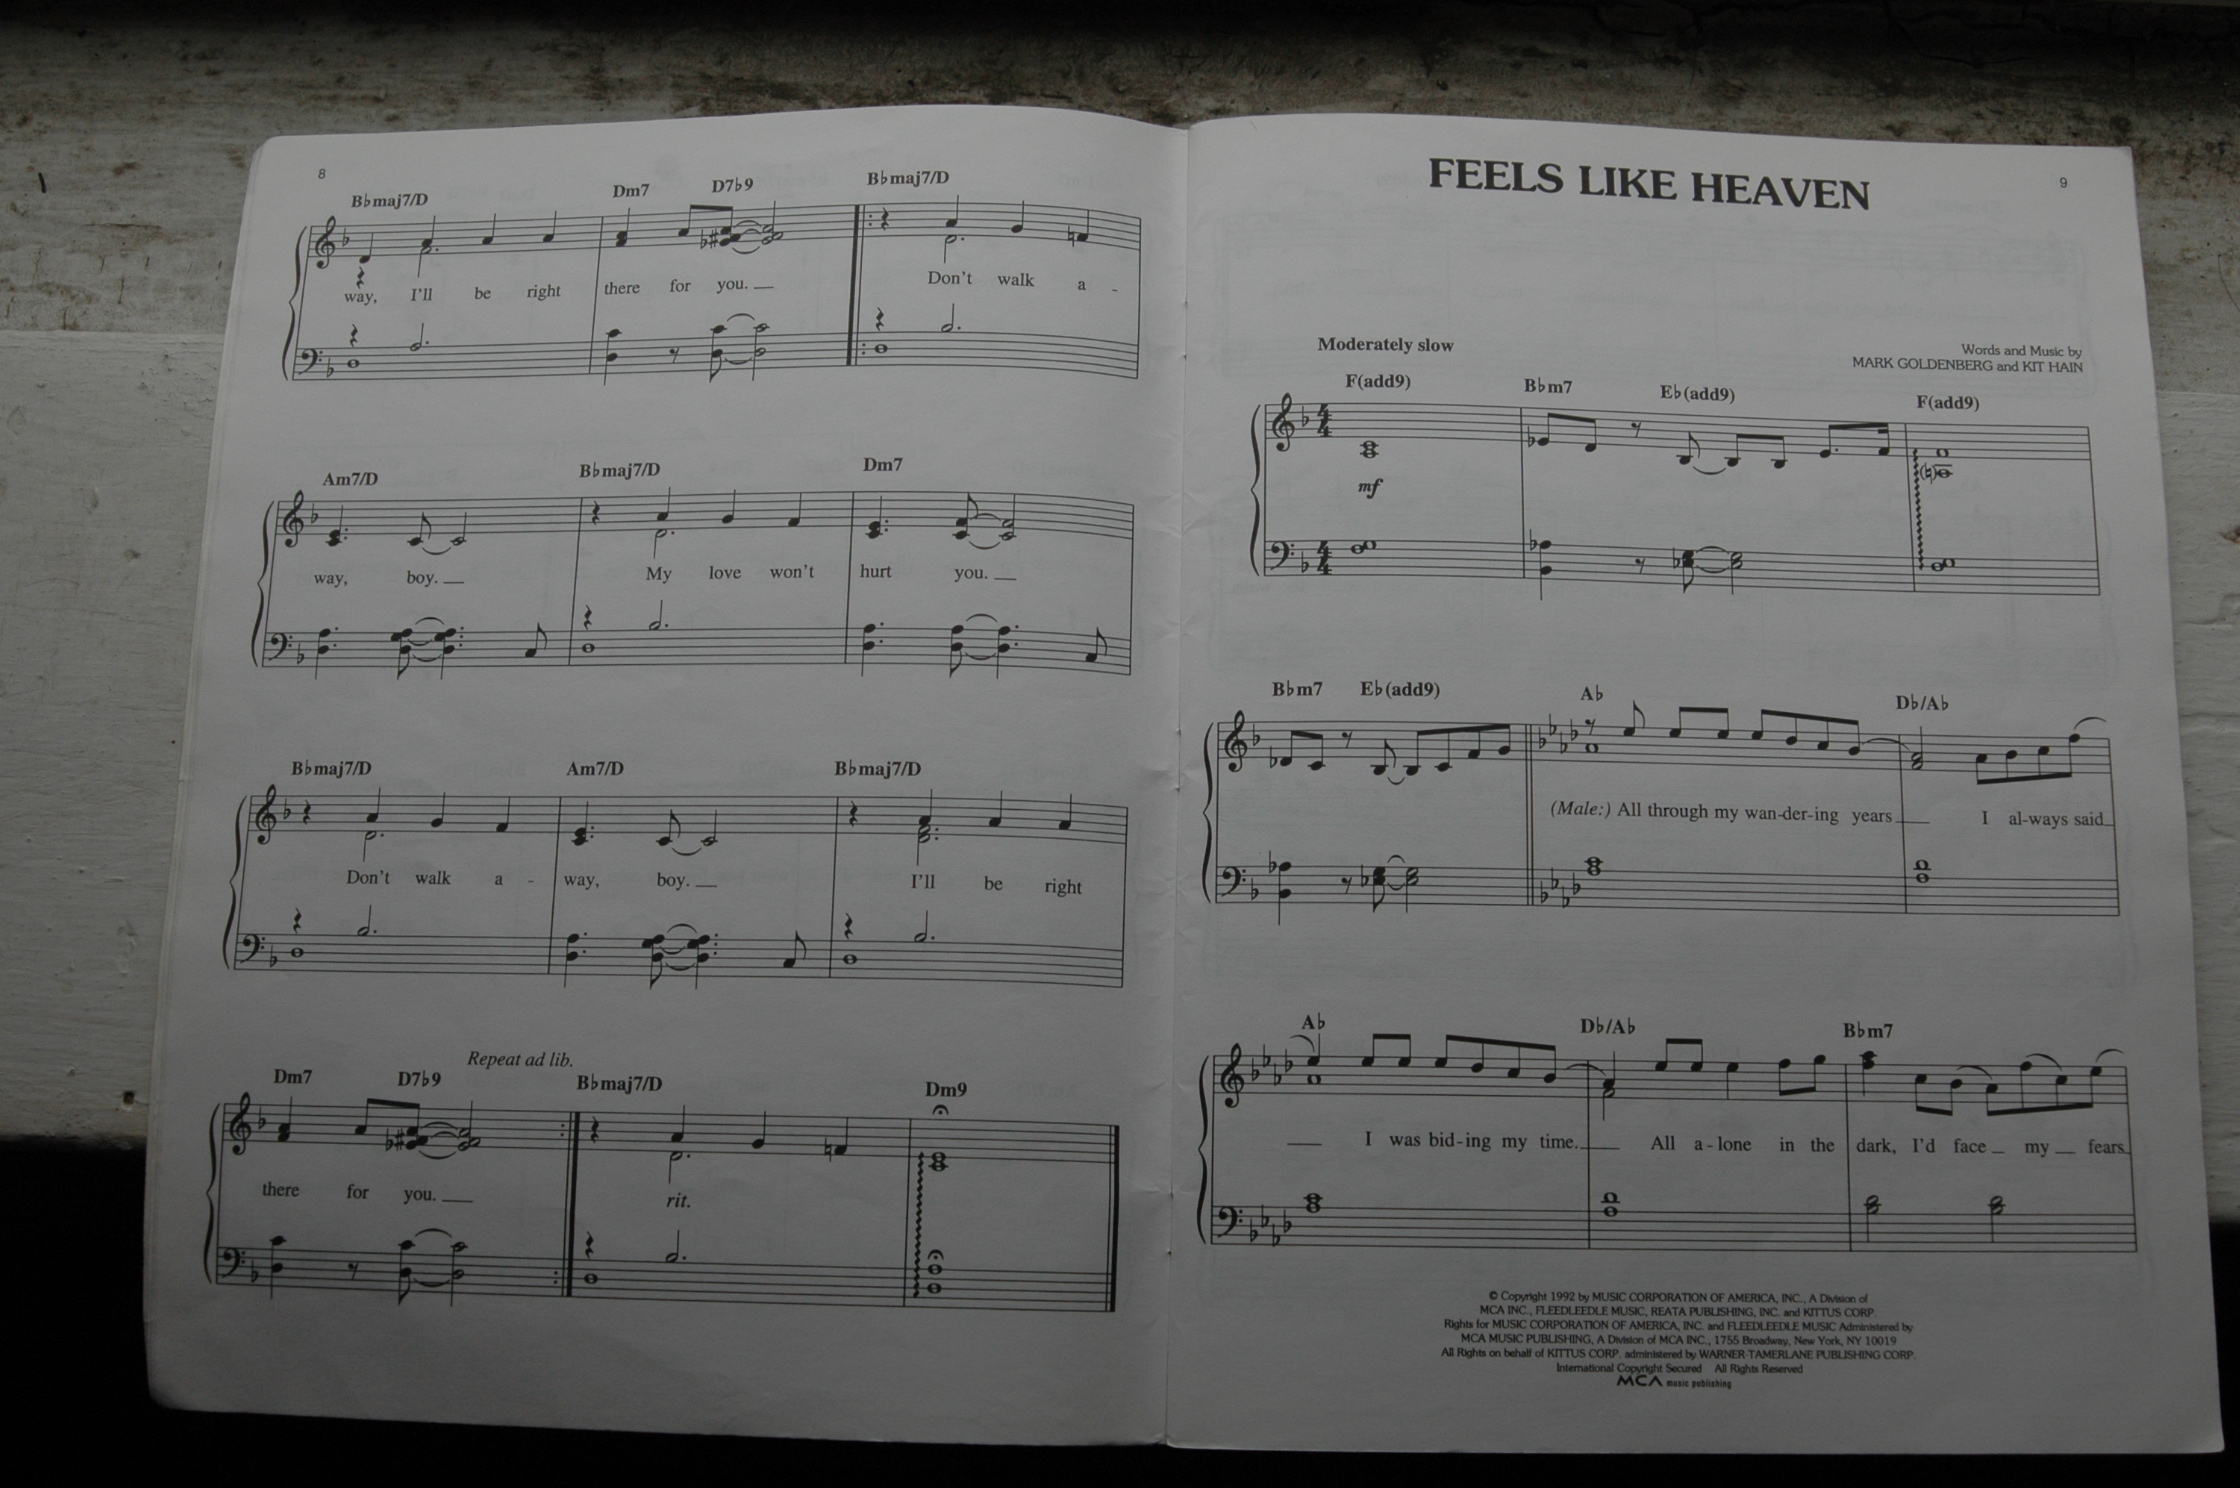 8
B♭maj7/D Dm7 D7♭9 B♭maj7/D
way, I'll be right there for you. Don't walk a -
Am7/D B♭maj7/D Dm7
way, boy. My love won't hurt you.
B♭maj7/D Am7/D B♭maj7/D
Don't walk a - way, boy. I'll be right
Repeat ad lib.
Dm7 D7♭9 B♭maj7/D Dm9
there for you. rit.
FEELS LIKE HEAVEN
9
Moderately slow
Words and Music by
MARK GOLDENBERG and KIT HAIN
F(add9) B♭m7 E♭(add9) F(add9)
4/4
mf
4/4
B♭m7 E♭(add9) A♭ D♭/A♭
(Male:) All through my wan-der-ing years I al-ways said
A♭ D♭/A♭ B♭m7
I was bid-ing my time. All a-lone in the dark, I'd face my fears
© Copyright 1992 by MUSIC CORPORATION OF AMERICA, INC., A Division of
MCA INC., FLEEDLEEDLE MUSIC, REATA PUBLISHING, INC. and KITTUS CORP.
Rights for MUSIC CORPORATION OF AMERICA, INC. and FLEEDLEEDLE MUSIC Administered by
MCA MUSIC PUBLISHING, A Division of MCA INC., 1755 Broadway, New York, NY 10019
All Rights on behalf of KITTUS CORP. administered by WARNER-TAMERLANE PUBLISHING CORP.
International Copyright Secured All Rights Reserved
MCA music publishing